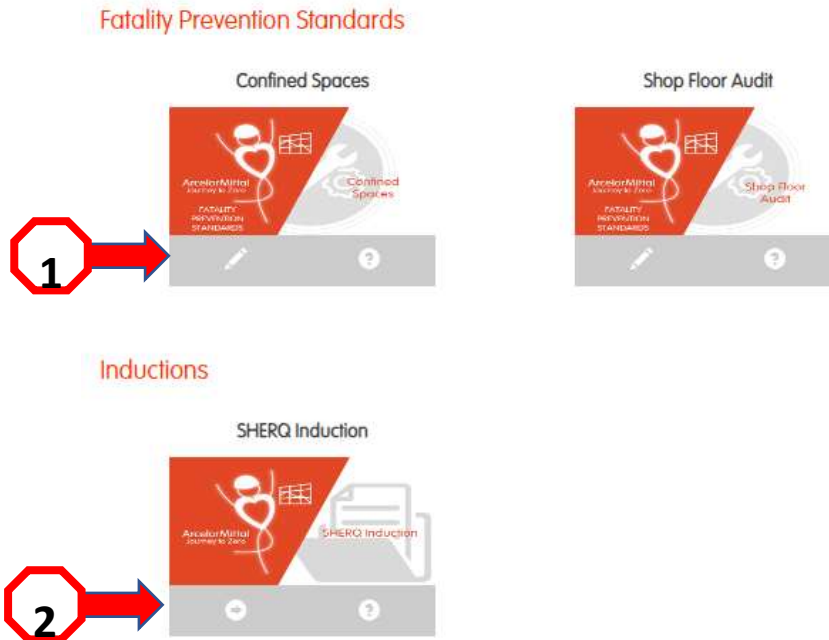 Fatality Prevention Standards
Confined Spaces
Shop Floor Audit
ArcelorMittal
Journey to Zero
FATALITY
PREVENTION
STANDARDS
Confined
Spaces
ArcelorMittal
Journey to Zero
FATALITY
PREVENTION
STANDARDS
Shop Floor
Audit
1
?
?
Inductions
SHERQ Induction
ArcelorMittal
Journey to Zero
SHERQ Induction
2
?